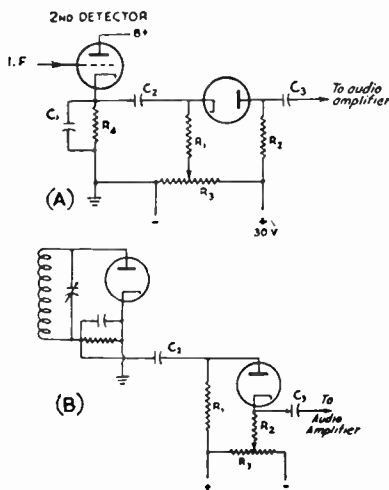 2ND DETECTOR
B+
I.F
C2
C3
To audio
amplifier
C1
R4
R1
R2
R3
(A)
-
+
30 V
C2
(B)
R1
C3
To
Audio
Amplifier
R2
R3
+
-